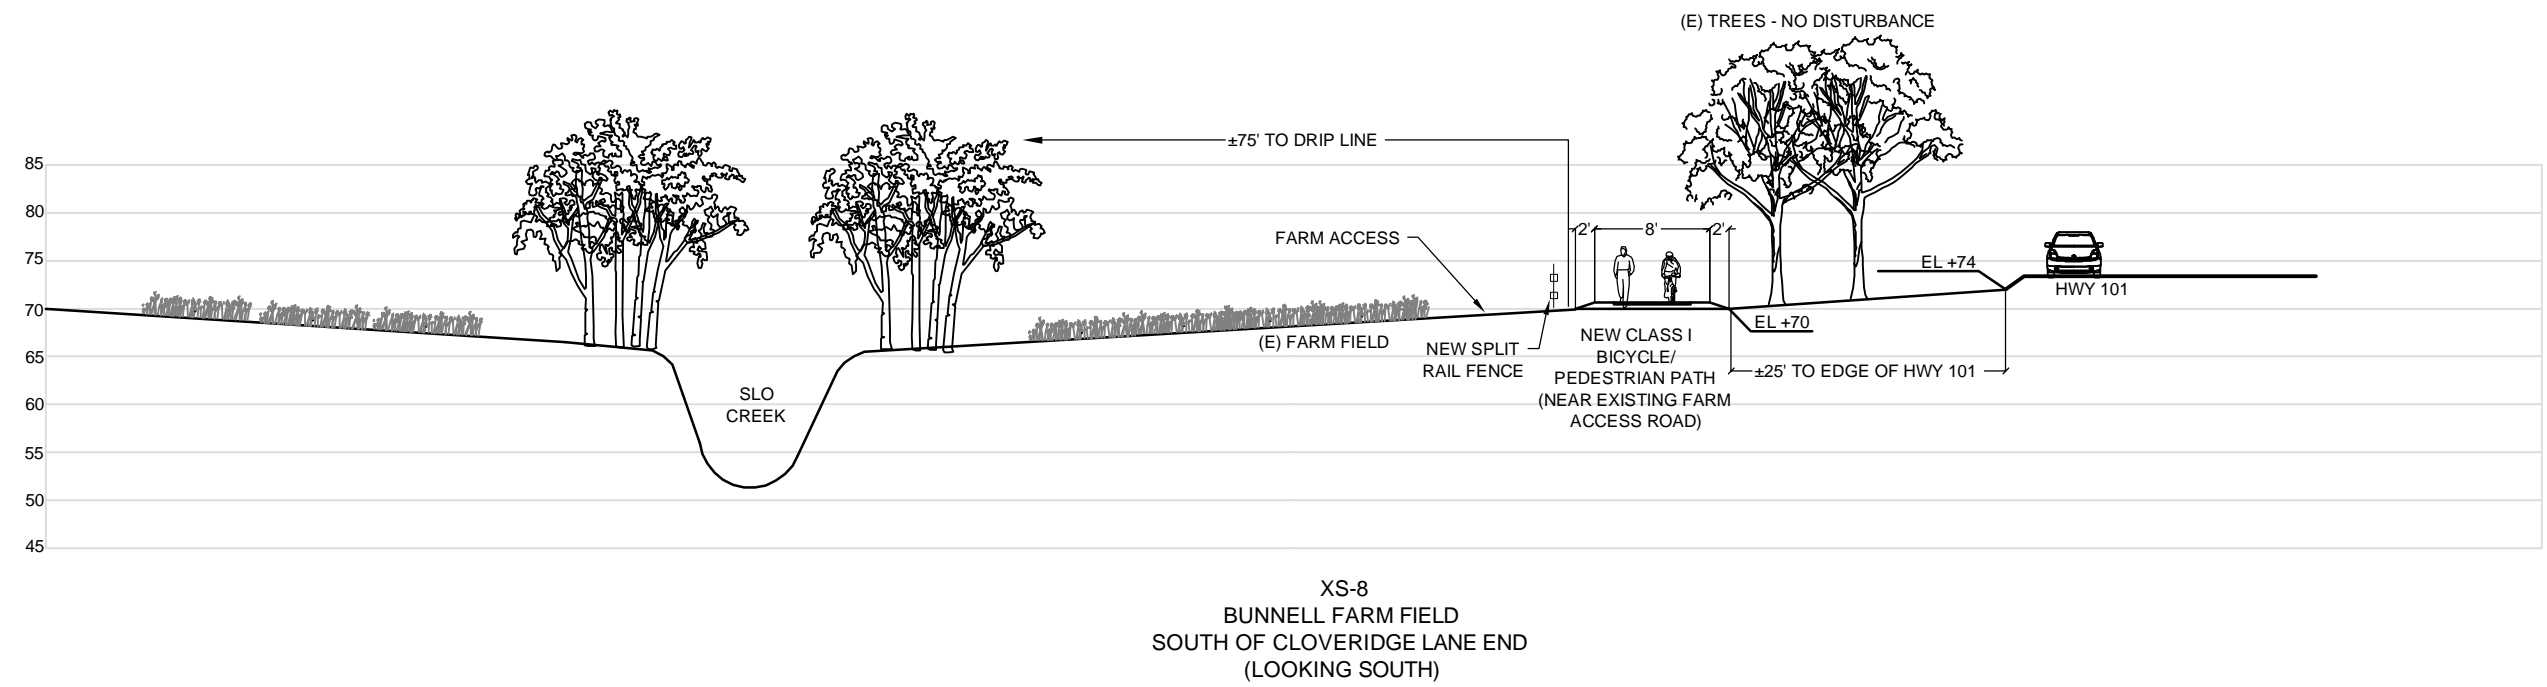 (E) TREES - NO DISTURBANCE
±75' TO DRIP LINE
85
80
75
70
65
60
55
50
45
FARM ACCESS
2'
8'
2'
EL +74
HWY 101
EL +70
(E) FARM FIELD
NEW SPLIT
RAIL FENCE
NEW CLASS I
BICYCLE/
PEDESTRIAN PATH
(NEAR EXISTING FARM
ACCESS ROAD)
±25' TO EDGE OF HWY 101
SLO
CREEK
XS-8
BUNNELL FARM FIELD
SOUTH OF CLOVERIDGE LANE END
(LOOKING SOUTH)